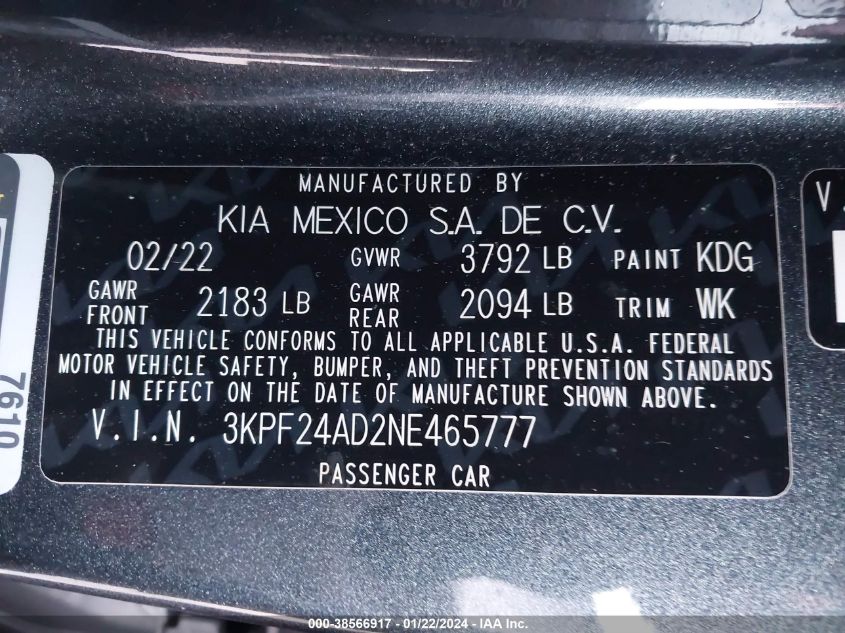 MANUFACTURED BY
KIA MEXICO S.A. DE C.V.
02/22 GVWR 3792 LB PAINT KDG
GAWR FRONT 2183 LB GAWR REAR 2094 LB TRIM WK
THIS VEHICLE CONFORMS TO ALL APPLICABLE U.S.A. FEDERAL
MOTOR VEHICLE SAFETY, BUMPER, AND THEFT PREVENTION STANDARDS
IN EFFECT ON THE DATE OF MANUFACTURE SHOWN ABOVE.
V.I.N. 3KPF24AD2NE465777
PASSENGER CAR
7610
V.
000-38566917 - 01/22/2024 - IAA Inc.